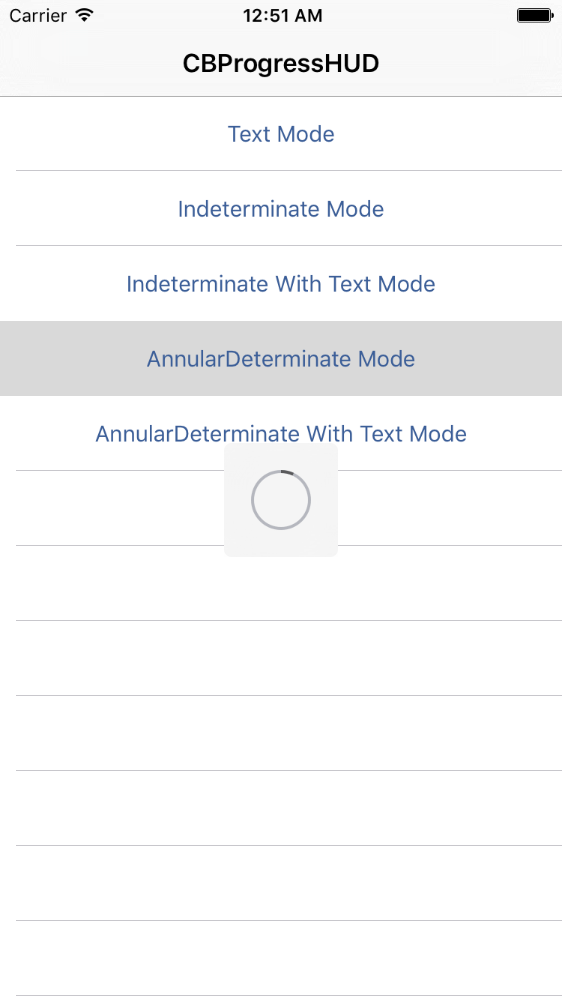 Carrier 12:51 AM
CBProgressHUD
Text Mode
Indeterminate Mode
Indeterminate With Text Mode
AnnularDeterminate Mode
AnnularDeterminate With Text Mode